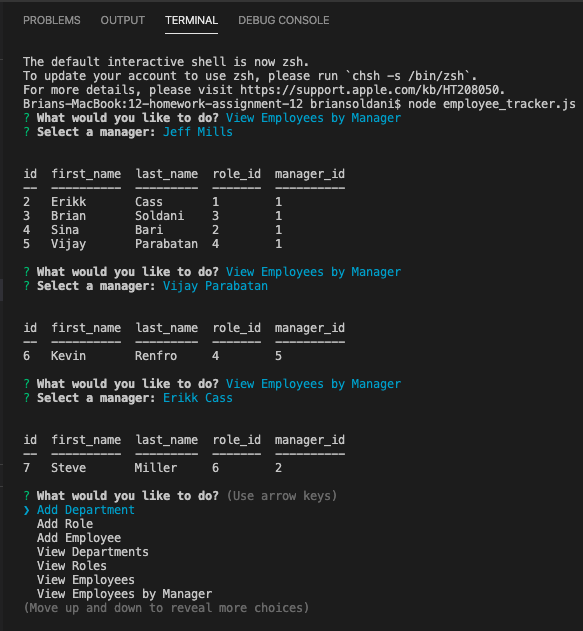 PROBLEMS OUTPUT TERMINAL DEBUG CONSOLE
The default interactive shell is now zsh.
To update your account to use zsh, please run `chsh -s /bin/zsh`.
For more details, please visit https://support.apple.com/kb/HT208050.
Brians-MacBook:12-homework-assignment-12 briansoldani$ node employee_tracker.js
? What would you like to do? View Employees by Manager
? Select a manager: Jeff Mills
id  first_name  last_name  role_id  manager_id
--  ----------  ---------  -------  ----------
2   Erikk       Cass       1        1
3   Brian       Soldani    3        1
4   Sina        Bari       2        1
5   Vijay       Parabatan  4        1
? What would you like to do? View Employees by Manager
? Select a manager: Vijay Parabatan
id  first_name  last_name  role_id  manager_id
--  ----------  ---------  -------  ----------
6   Kevin       Renfro     4        5
? What would you like to do? View Employees by Manager
? Select a manager: Erikk Cass
id  first_name  last_name  role_id  manager_id
--  ----------  ---------  -------  ----------
7   Steve       Miller     6        2
? What would you like to do? (Use arrow keys)
❯ Add Department
  Add Role
  Add Employee
  View Departments
  View Roles
  View Employees
  View Employees by Manager
(Move up and down to reveal more choices)